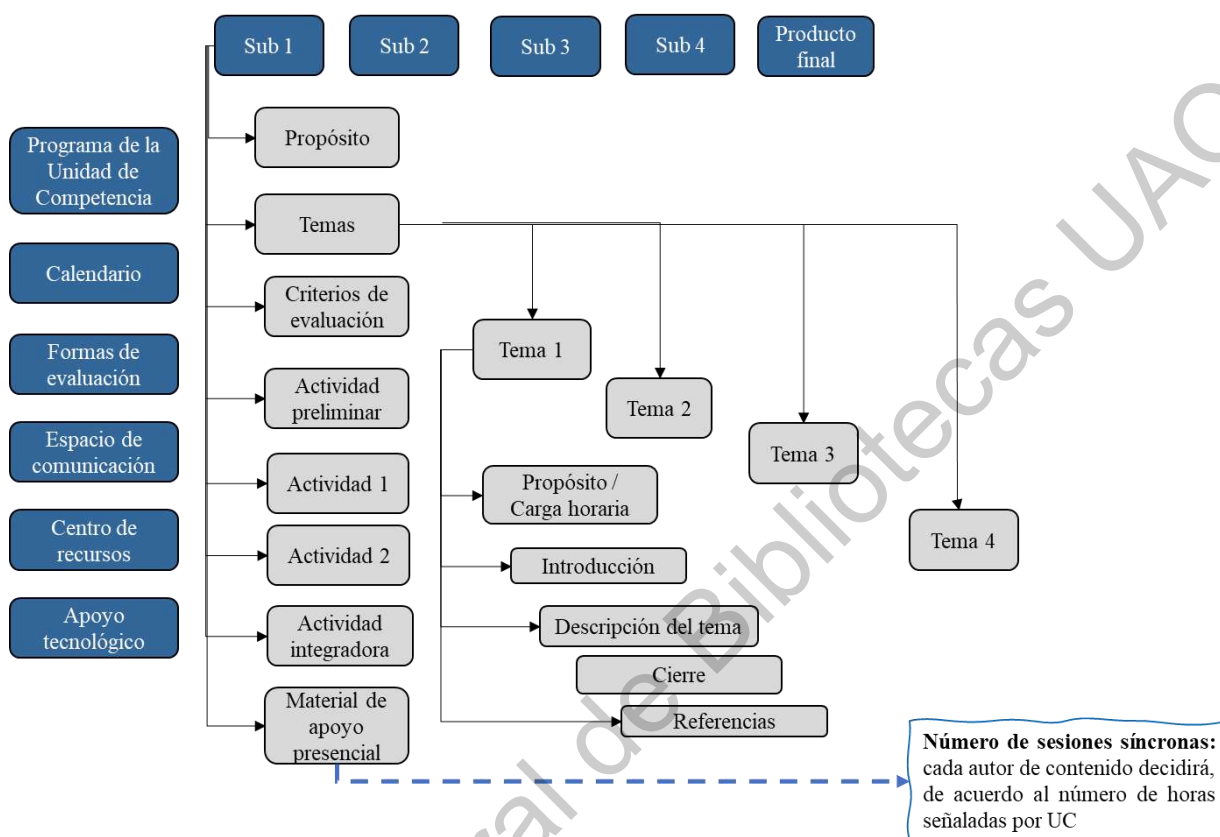 Sub 1
Sub 2
Sub 3
Sub 4
Producto
final
Programa de la
Unidad de
Competencia
Calendario
Formas de
evaluación
Espacio de
comunicación
Centro de
recursos
Apoyo
tecnológico
Propósito
Temas
Criterios de
evaluación
Actividad
preliminar
Actividad 1
Actividad 2
Actividad
integradora
Material de
apoyo
presencial
Tema 1
Tema 2
Tema 3
Tema 4
Propósito /
Carga horaria
Introducción
Descripción del tema
Cierre
Referencias
Número de sesiones síncronas:
cada autor de contenido decidirá,
de acuerdo al número de horas
señaladas por UC
de Bibliotecas